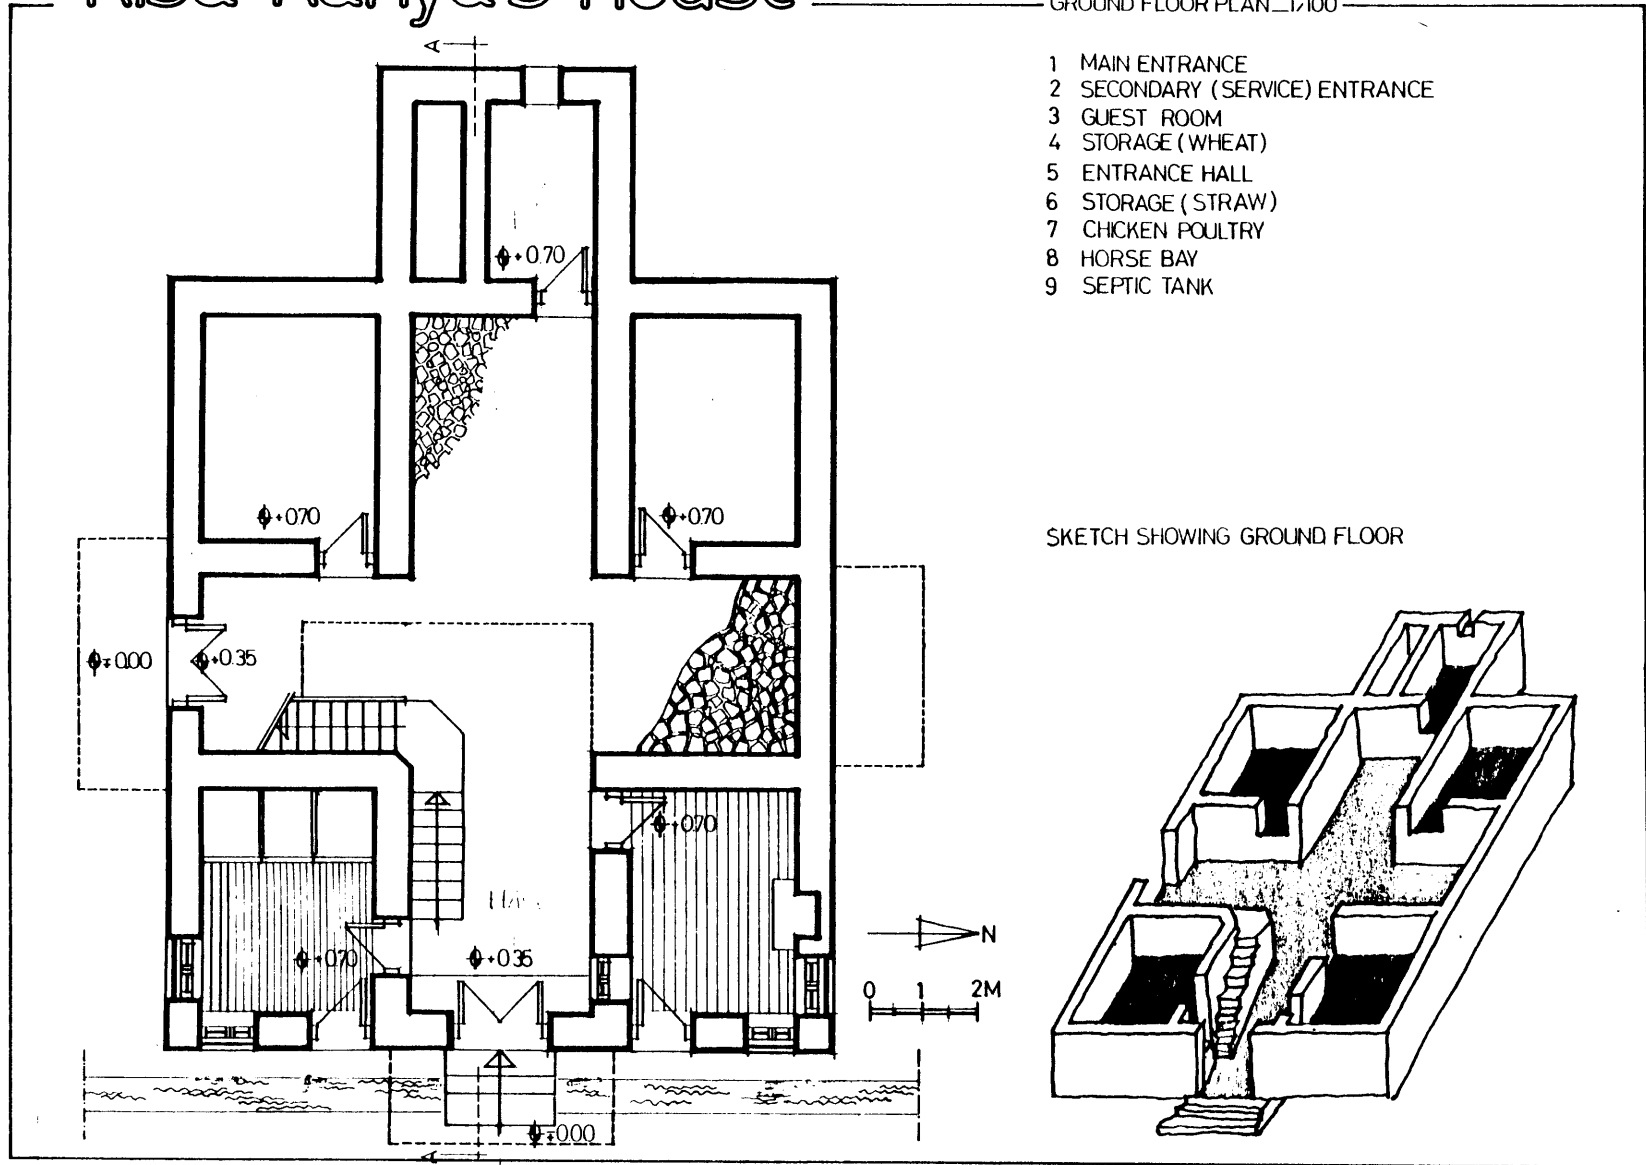 GROUND FLOOR PLAN_1/100
1 MAIN ENTRANCE
2 SECONDARY (SERVICE) ENTRANCE
3 GUEST ROOM
4 STORAGE (WHEAT)
5 ENTRANCE HALL
6 STORAGE (STRAW)
7 CHICKEN POULTRY
8 HORSE BAY
9 SEPTIC TANK
A
+0.70
+070
+0.70
SKETCH SHOWING GROUND FLOOR
∓0.00
+0.35
+0.70
+0.70
+0.35
N
0 1 2M
∓0.00
A